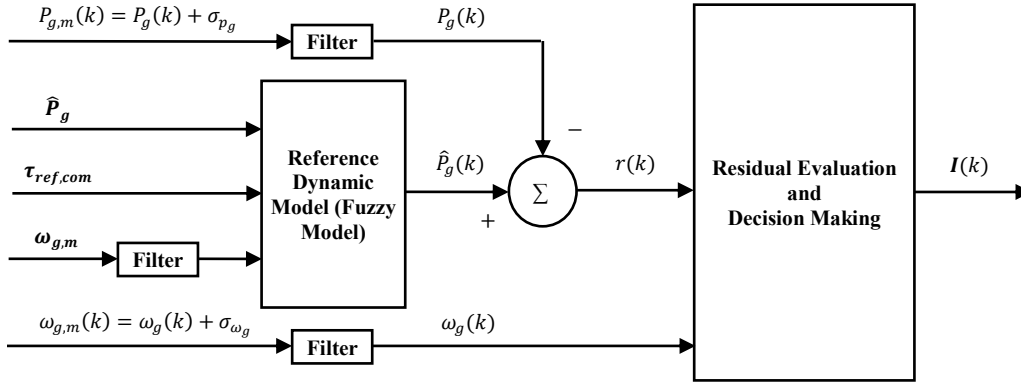 P_{g,m}(k) = P_g(k) + σ_{p_g}
Filter
P_g(k)
−
P̂_g
τ_{ref,com}
ω_{g,m}
Filter
Reference
Dynamic
Model (Fuzzy
Model)
P̂_g(k)
+
Σ
r(k)
Residual Evaluation
and
Decision Making
I(k)
ω_{g,m}(k) = ω_g(k) + σ_{ω_g}
Filter
ω_g(k)